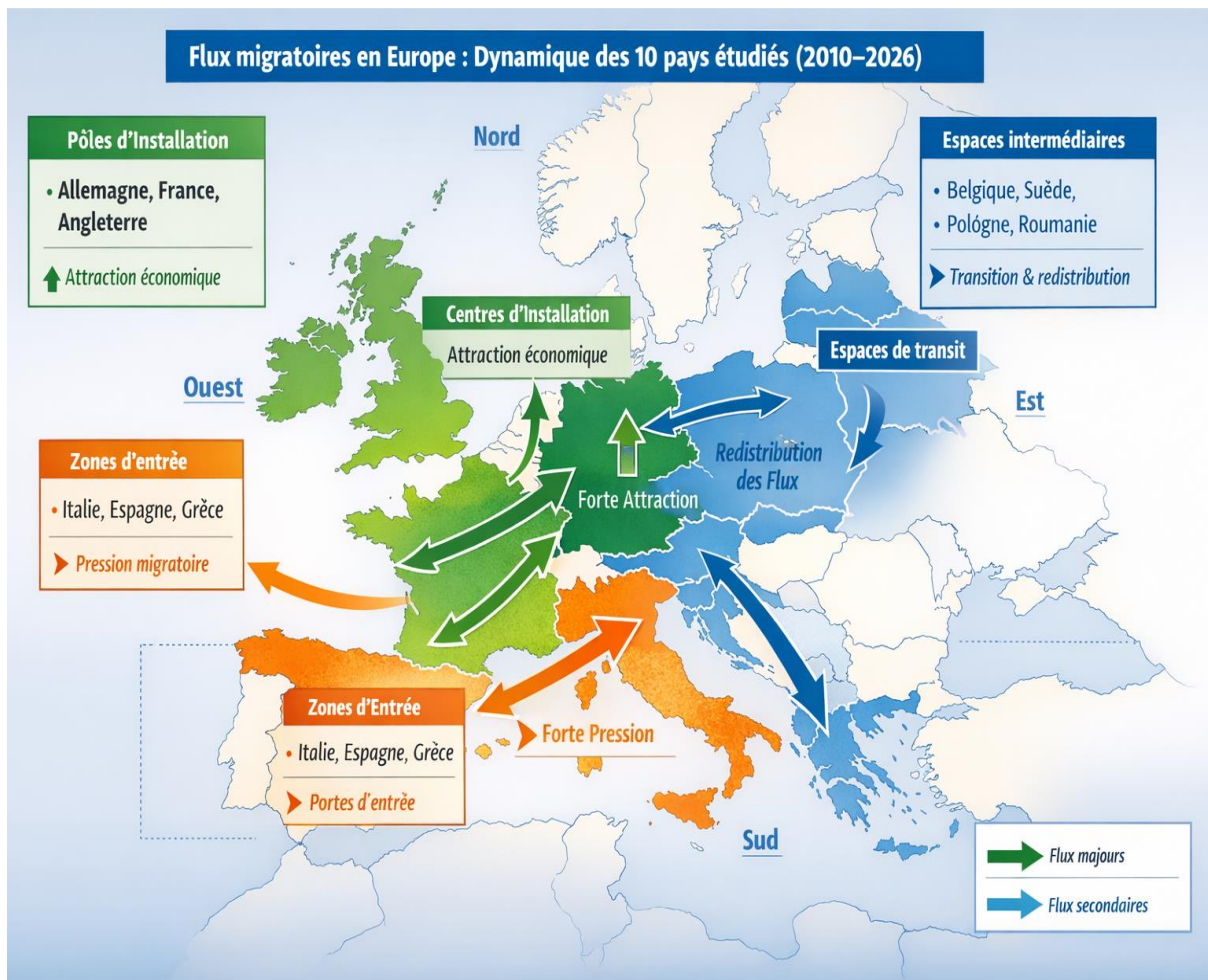 Flux migratoires en Europe : Dynamique des 10 pays étudiés (2010–2026)
Pôles d'Installation
• Allemagne, France,
Angleterre
Attraction économique
Nord
Espaces intermédiaires
• Belgique, Suède,
• Pológne, Roumanie
Transition & redistribution
Centres d'Installation
Attraction économique
Espaces de transit
Ouest
Est
Zones d'entrée
• Italie, Espagne, Grèce
Pression migratoire
Redistribution
des Flux
Forte Attraction
Zones d'Entrée
• Italie, Espagne, Grèce
Portes d'entrée
Forte Pression
Sud
Flux majours
Flux secondaires